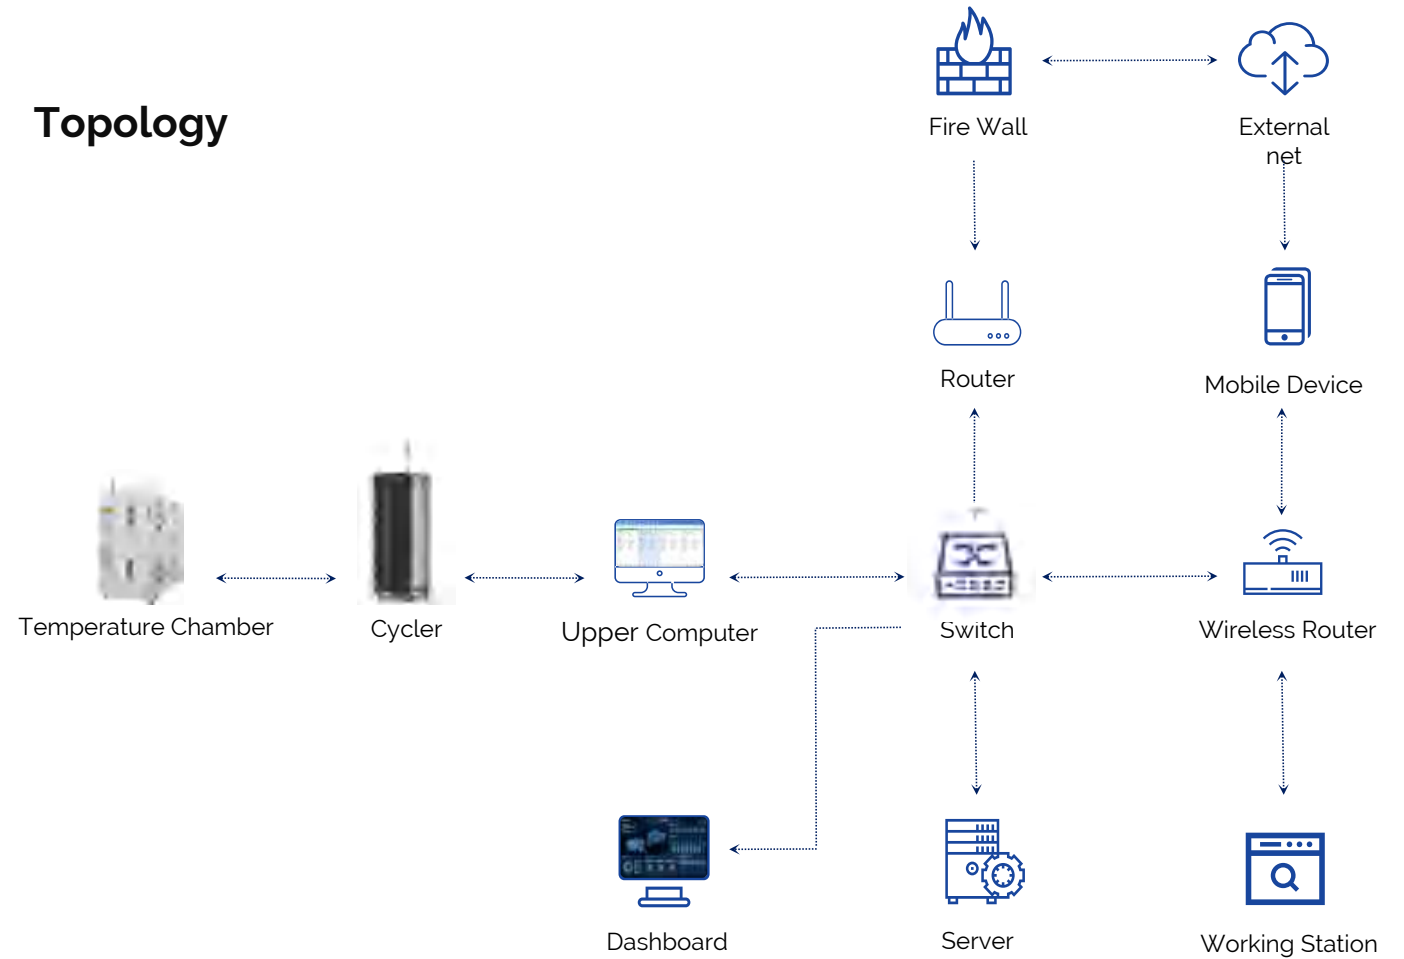 Topology
Fire Wall
External
net
Router
Mobile Device
Temperature Chamber
Cycler
Upper Computer
Switch
Wireless Router
Dashboard
Server
Working Station